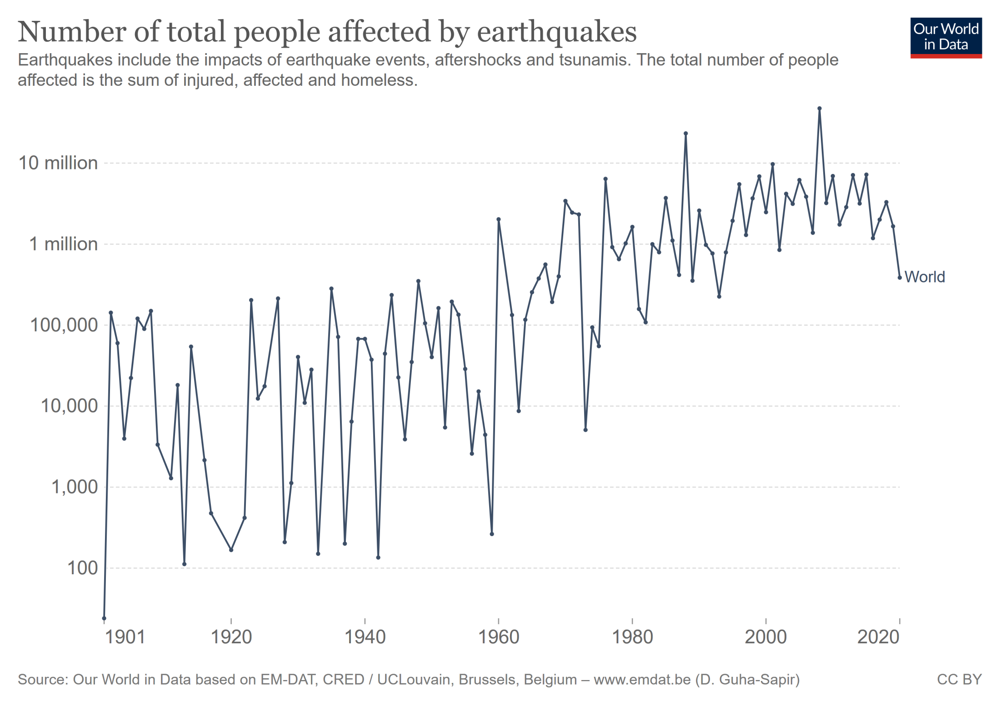 Number of total people affected by earthquakes
Our World
in Data
Earthquakes include the impacts of earthquake events, aftershocks and tsunamis. The total number of people
affected is the sum of injured, affected and homeless.
10 million
1 million
World
100,000
10,000
1,000
100
1901
1920
1940
1960
1980
2000
2020
Source: Our World in Data based on EM-DAT, CRED / UCLouvain, Brussels, Belgium – www.emdat.be (D. Guha-Sapir)
CC BY